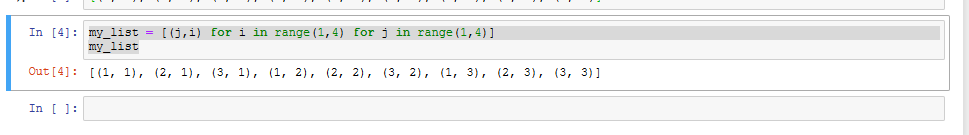 In [4]: my_list = [(j,i) for i in range(1,4) for j in range(1,4)]
my_list
Out[4]: [(1, 1), (2, 1), (3, 1), (1, 2), (2, 2), (3, 2), (1, 3), (2, 3), (3, 3)]
In [ ]: